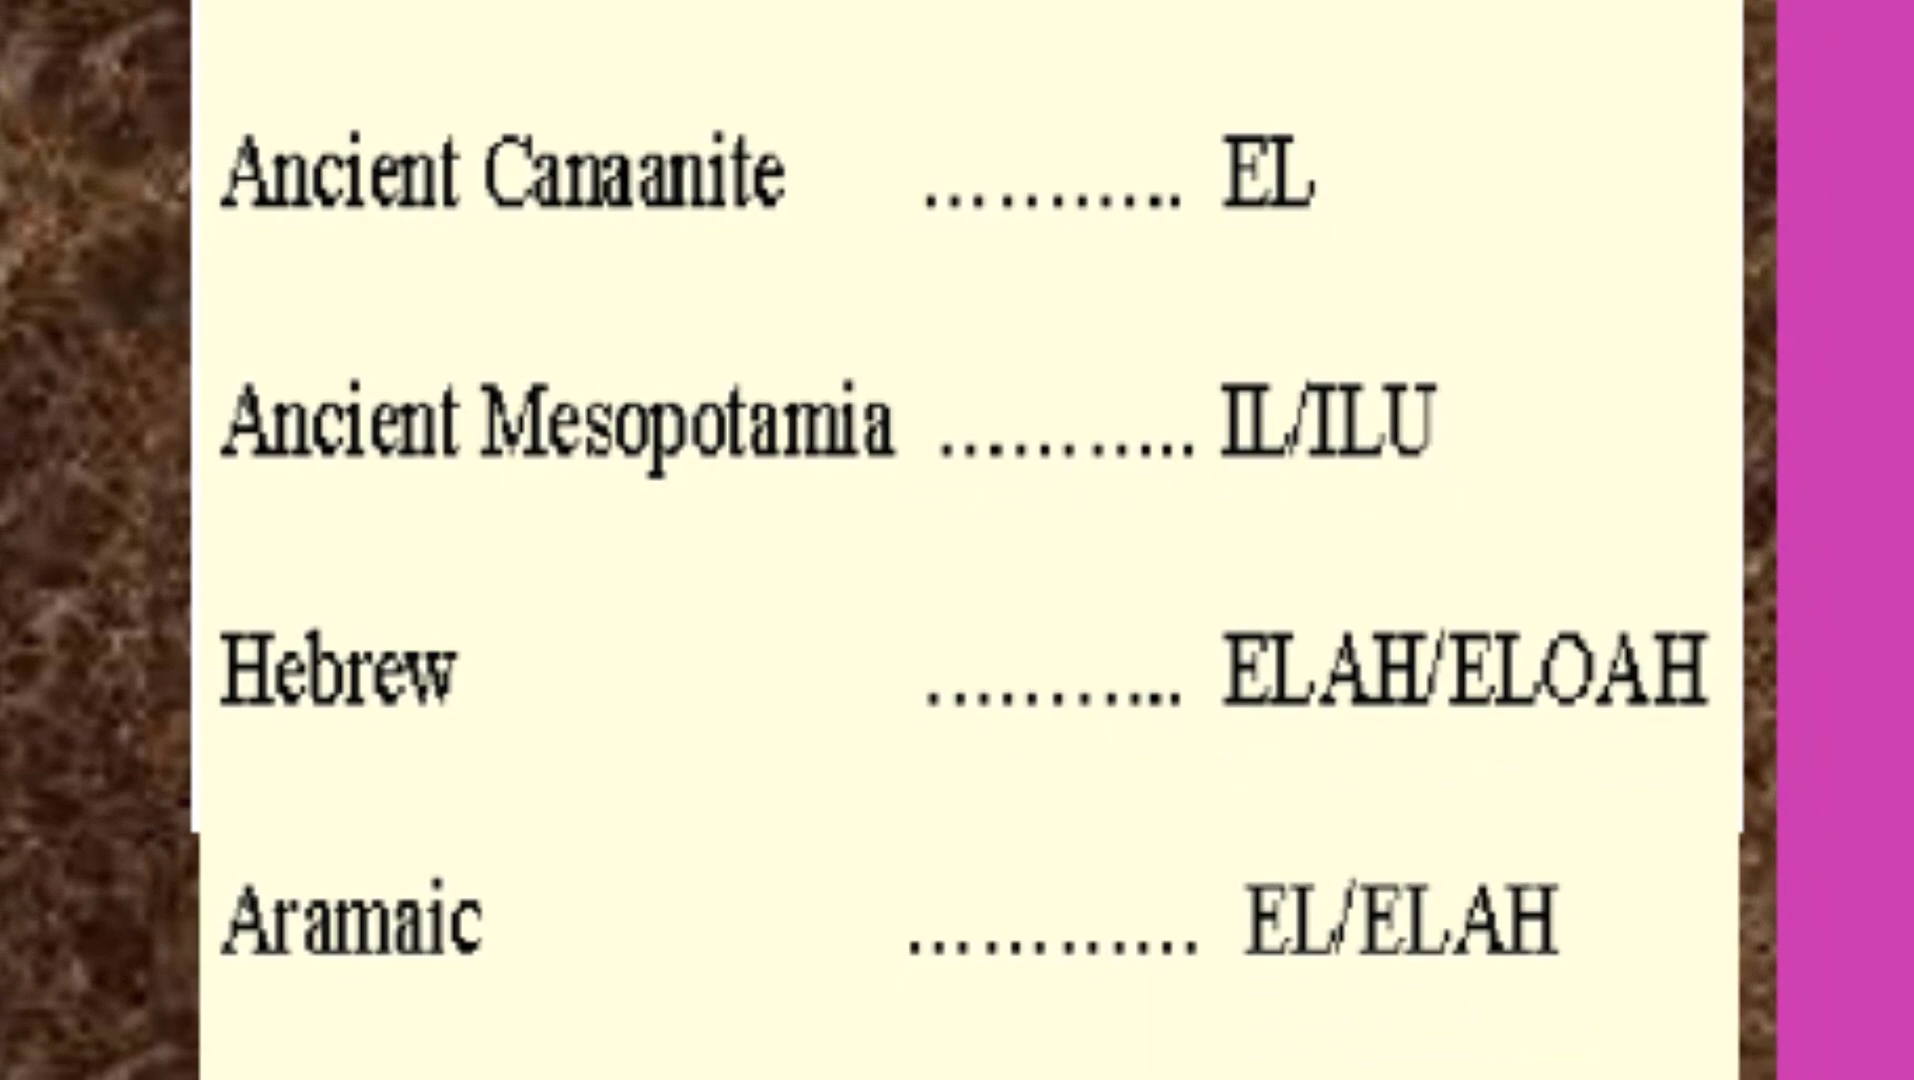 Ancient Canaanite ........... EL
Ancient Mesopotamia ........... IL/ILU
Hebrew ........... ELAH/ELOAH
Aramaic ............ EL/ELAH